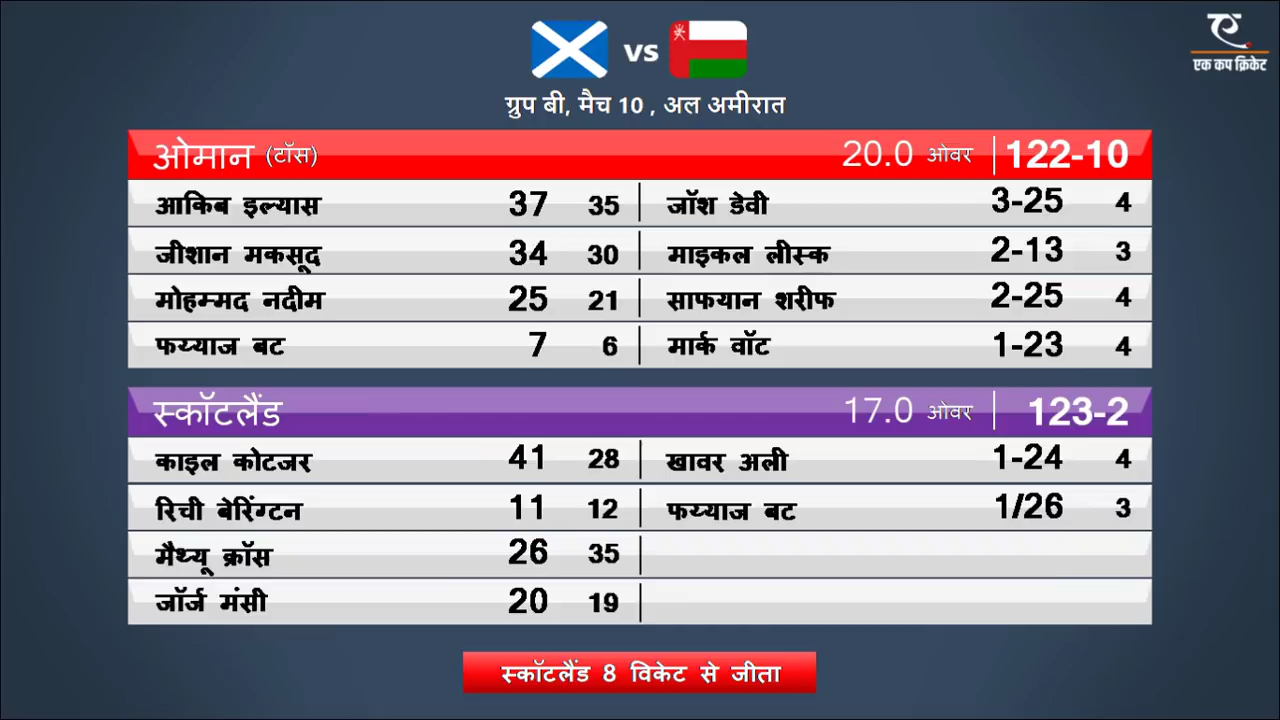 vs
एक कप क्रिकेट
ग्रुप बी, मैच 10 , अल अमीरात
ओमान (टॉस) 20.0 ओवर 122-10
आकिब इल्यास 37 35 जॉश डेवी 3-25 4
जीशान मकसूद 34 30 माइकल लीस्क 2-13 3
मोहम्मद नदीम 25 21 साफयान शरीफ 2-25 4
फय्याज बट 7 6 मार्क वॉट 1-23 4
स्कॉटलैंड 17.0 ओवर 123-2
काइल कोटजर 41 28 खावर अली 1-24 4
रिची बेरिंग्टन 11 12 फय्याज बट 1/26 3
मैथ्यू क्रॉस 26 35
जॉर्ज मंसी 20 19
स्कॉटलैंड 8 विकेट से जीता